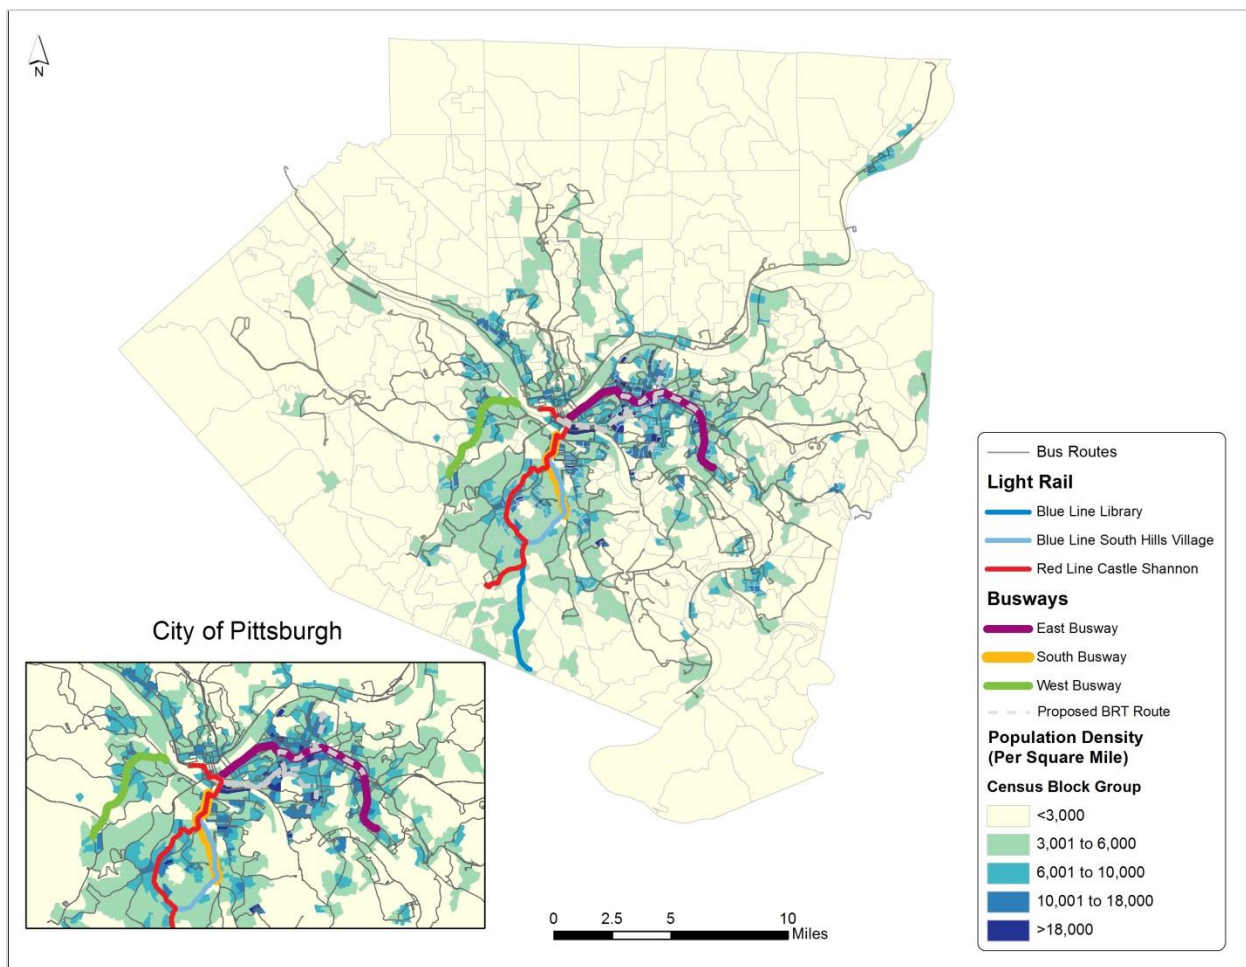 N
Bus Routes
Light Rail
Blue Line Library
Blue Line South Hills Village
Red Line Castle Shannon
Busways
East Busway
South Busway
West Busway
Proposed BRT Route
Population Density
(Per Square Mile)
Census Block Group
<3,000
3,001 to 6,000
6,001 to 10,000
10,001 to 18,000
>18,000
City of Pittsburgh
0 2.5 5 10
Miles